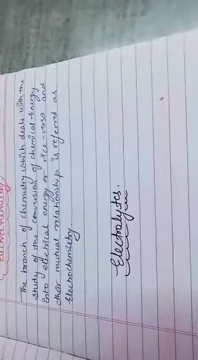 Electrochemistry
The branch of chemistry which deals with the
study of the conversion of chemical energy
into electrical energy or vice-versa and
their mutual relationship is referred as
Electrochemistry
Electrolytes.